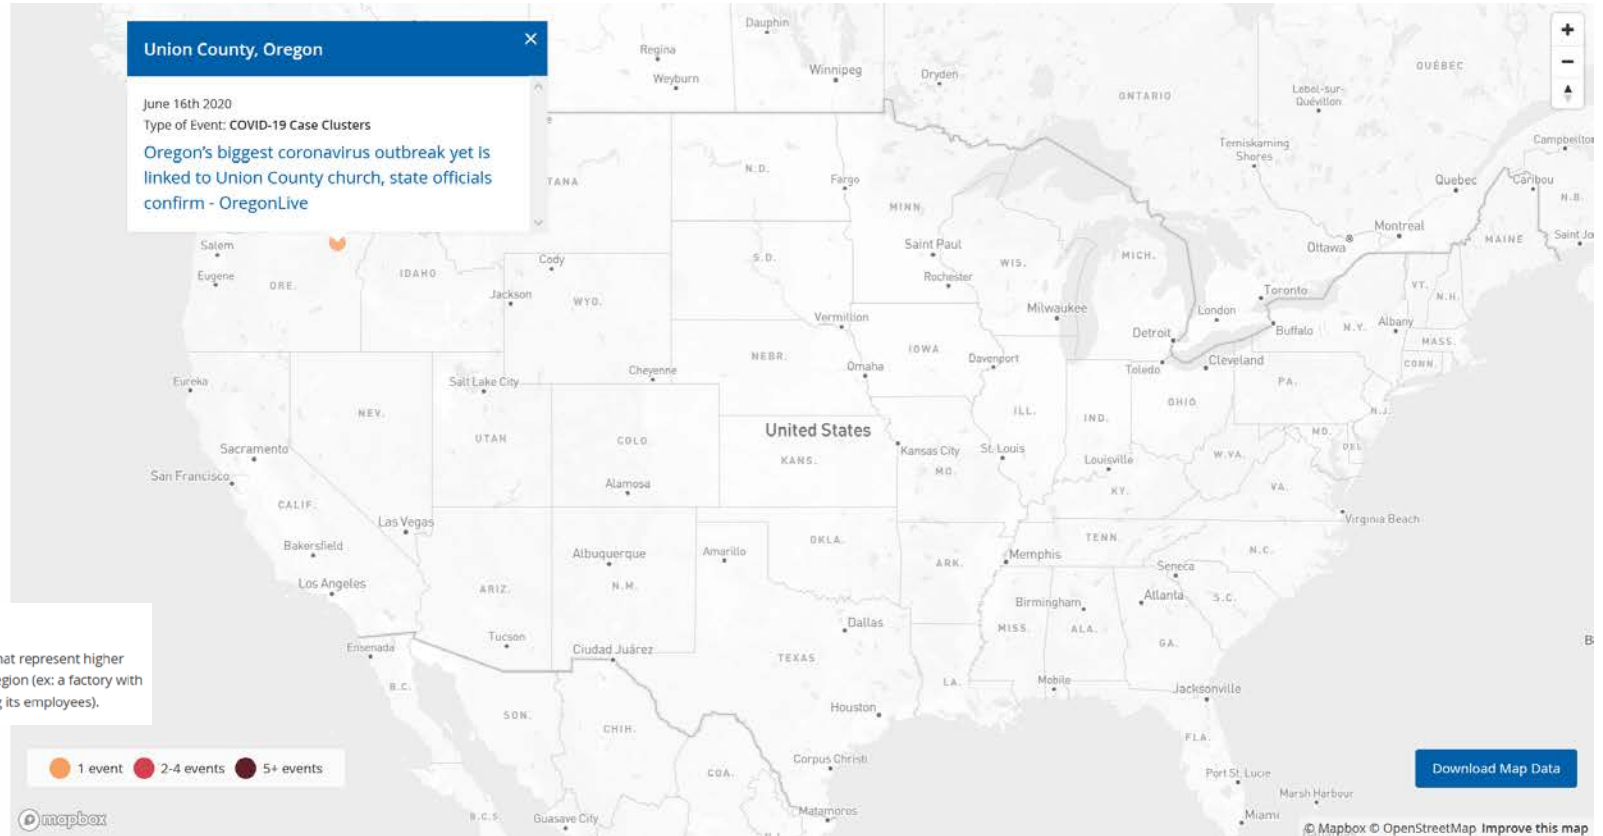 Union County, Oregon
×
June 16th 2020
Type of Event: COVID-19 Case Clusters
Oregon's biggest coronavirus outbreak yet is
linked to Union County church, state officials
confirm - OregonLive
Dauphin
Regina
Winnipeg
Weyburn
Dryden
ONTARIO
QUÉBEC
Lebel-sur-
Quévillon
Temiskaming
Shores
Campbellton
TANA
N.D.
Fargo
MINN.
Quebec
Caribou
N.B.
Montreal
Ottawa
MAINE
Saint Jo
Salem
Eugene
ORE.
IDAHO
Cody
Jackson
WYO.
S.D.
Saint Paul
Rochester
WIS.
MICH.
Toronto
VT.
N.H.
Vermillion
Milwaukee
London
Detroit
Buffalo
N.Y.
Albany
MASS.
CONN.
Eureka
Salt Lake City
Cheyenne
NEBR.
Omaha
IOWA
Davenport
Toledo
Cleveland
PA.
NEV.
UTAH
COLO.
United States
KANS.
ILL.
IND.
OHIO
N.J.
MD.
DEL.
Sacramento
San Francisco
Kansas City
MO.
St. Louis
Louisville
W.VA.
KY.
VA.
CALIF.
Alamosa
Las Vegas
Virginia Beach
Bakersfield
Los Angeles
Albuquerque
Amarillo
OKLA.
ARK.
Memphis
TENN.
N.C.
Seneca
ARIZ.
N.M.
Birmingham
Atlanta
S.C.
Dallas
MISS.
ALA.
GA.
Ensenada
Tucson
Ciudad Juárez
TEXAS
B
hat represent higher
egion (ex: a factory with
g its employees).
B.C.
SON.
CHIH.
LA.
Mobile
Jacksonville
Houston
FLA.
1 event
2-4 events
5+ events
COA.
Corpus Christi
Port St. Lucie
Download Map Data
Marsh Harbour
mapbox
B.C.S.
Guasave City
Matamoros
Miami
© Mapbox © OpenStreetMap Improve this map